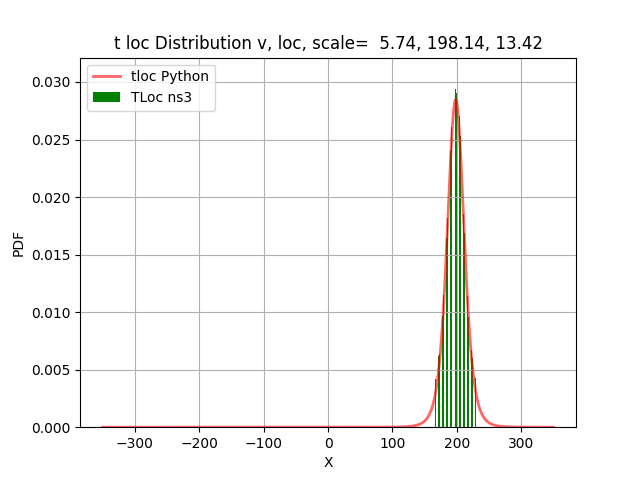 t loc Distribution v, loc, scale=  5.74, 198.14, 13.42
tloc Python
TLoc ns3
PDF
0.030
0.025
0.020
0.015
0.010
0.005
0.000
−300 −200 −100 0 100 200 300
X